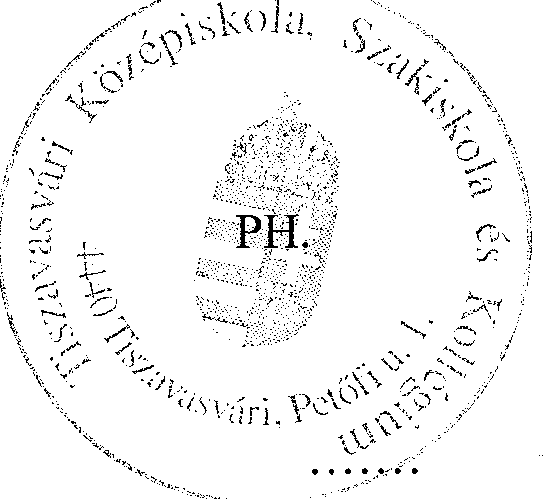 Tiszavasvári Középiskola, Szakiskola és Kollégium
4440 Tiszavasvári, Petőfi u. 1.
PH.
.......